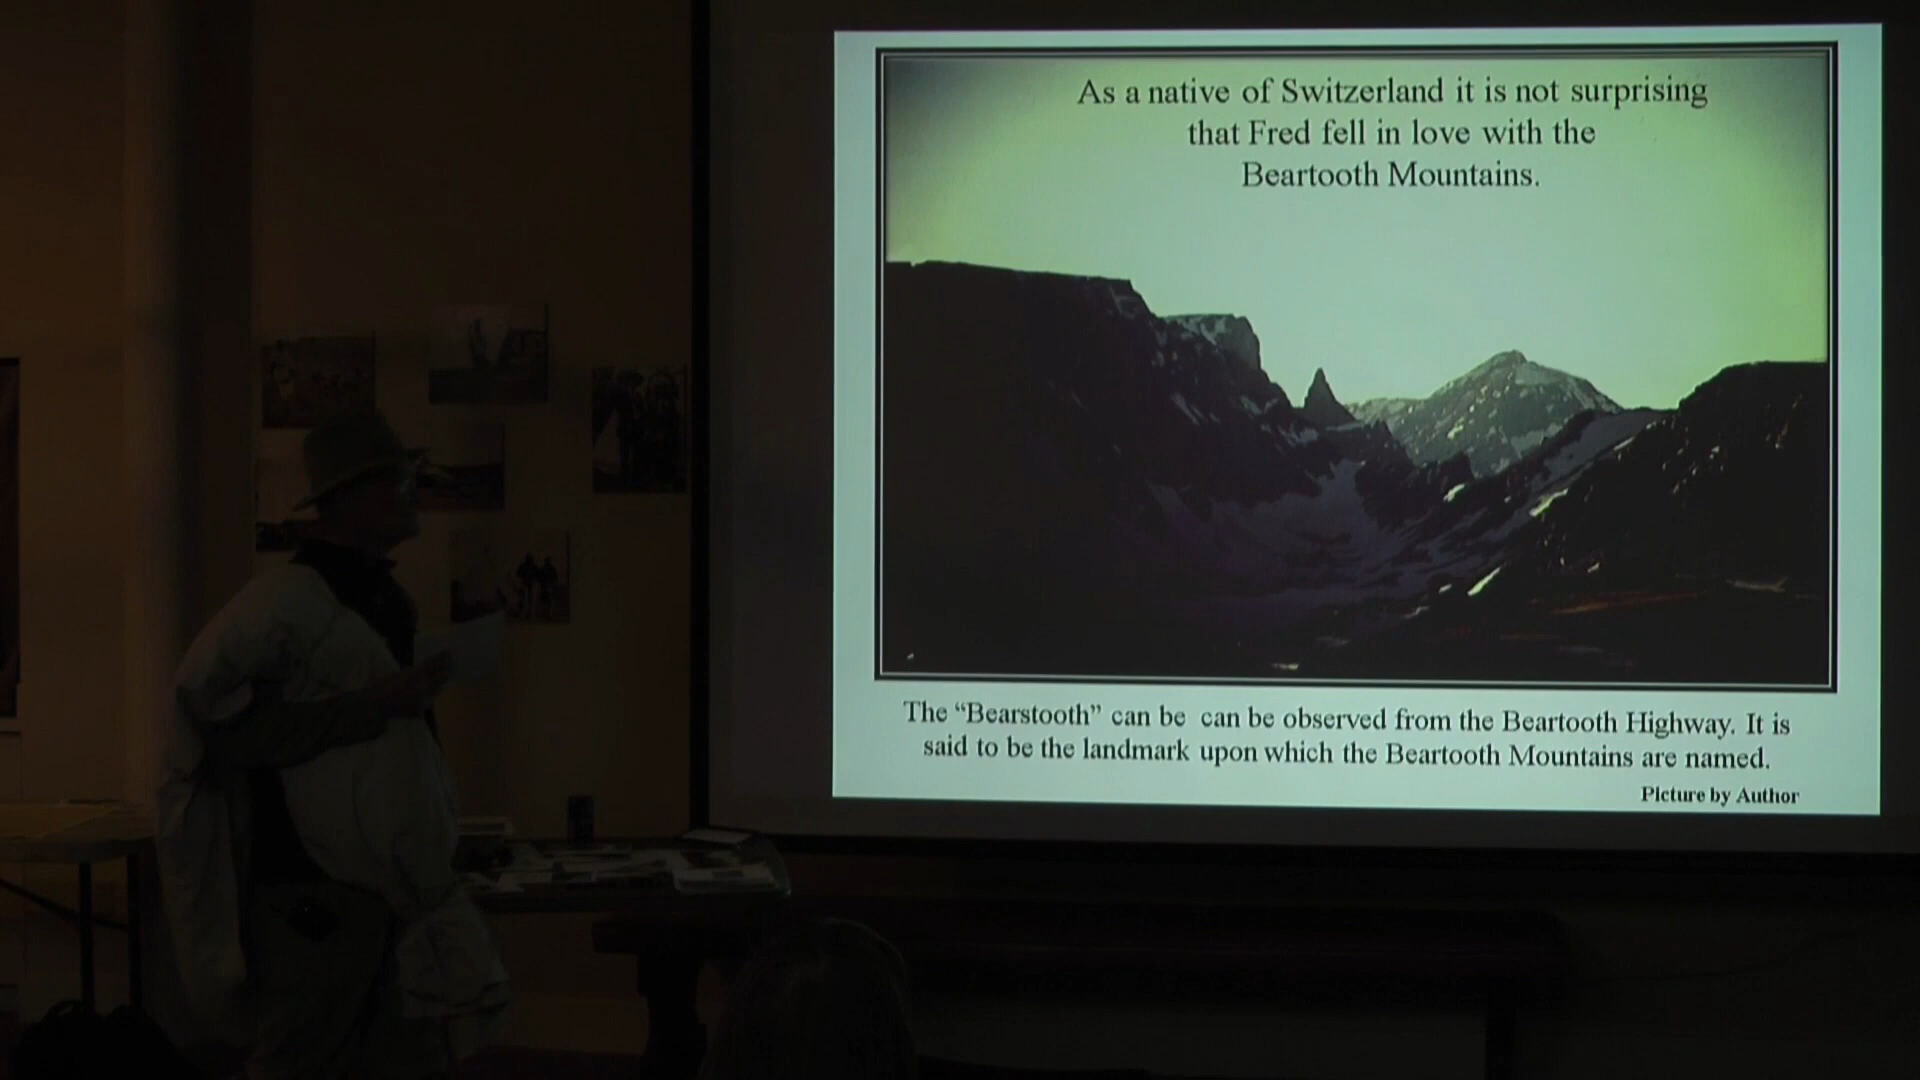 As a native of Switzerland it is not surprising
that Fred fell in love with the
Beartooth Mountains.
The “Bearstooth” can be can be observed from the Beartooth Highway. It is
said to be the landmark upon which the Beartooth Mountains are named.
Picture by Author